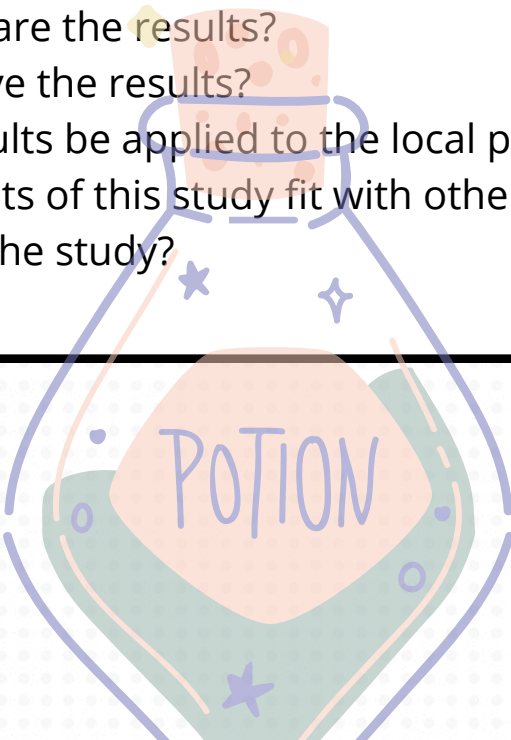 are the results?
ve the results?
ults be applied to the local p
ts of this study fit with othe
he study?
POTION